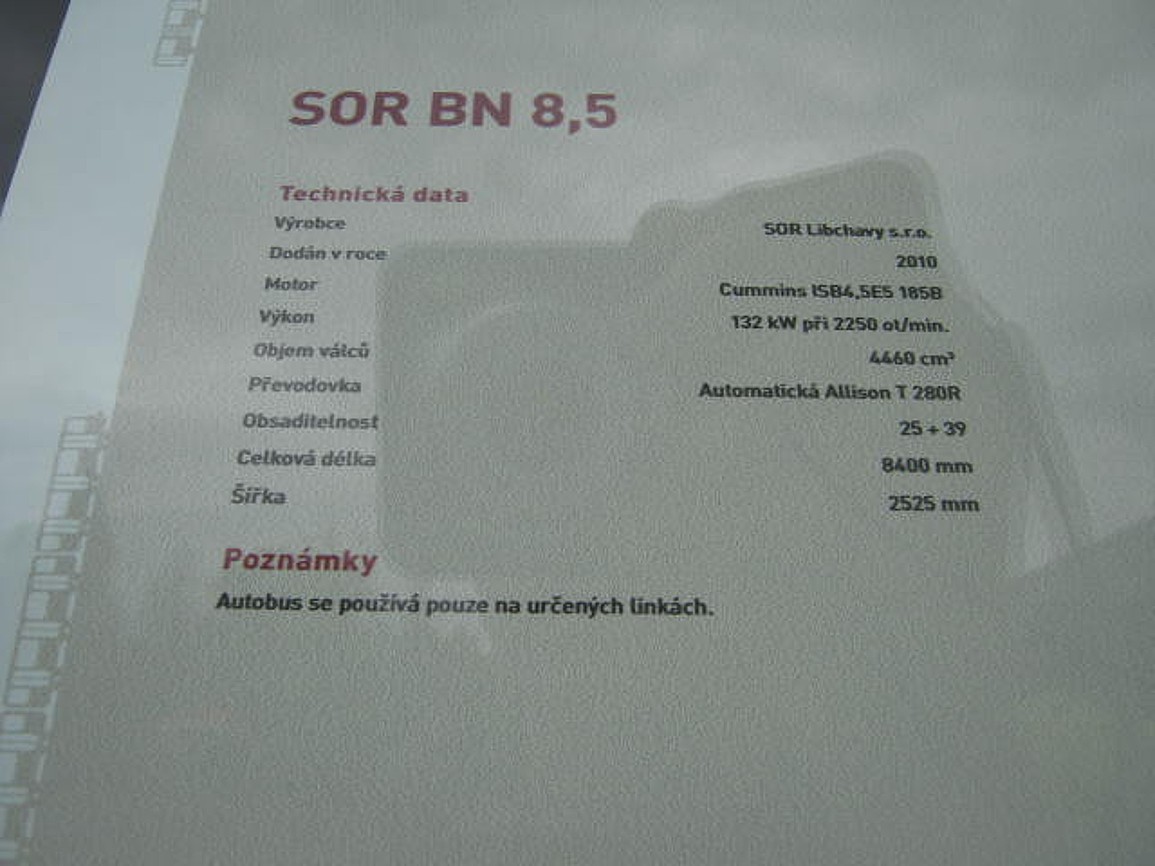 SOR BN 8,5
Technická data
Výrobce SOR Libchavy s.r.o.
Dodán v roce 2010
Motor Cummins ISB4,5E5 185B
Výkon 132 kW při 2250 ot/min.
Objem válců 4460 cm³
Převodovka Automatická Allison T 280R
Obsaditelnost 25 + 39
Celková délka 8400 mm
Šířka 2525 mm
Poznámky
Autobus se používá pouze na určených linkách.